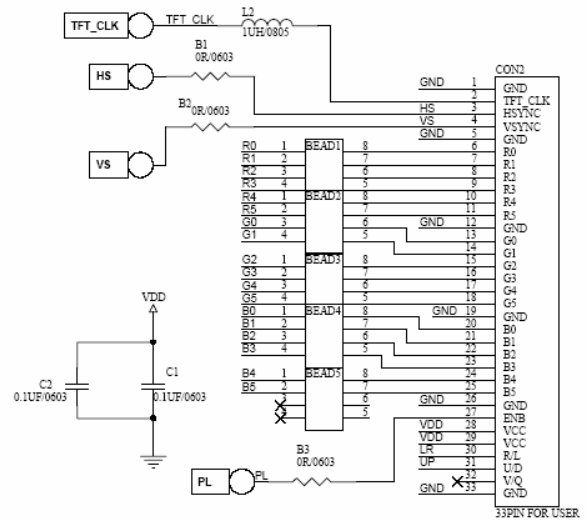 TFT_CLK
TFT_CLK
L2
1UH/0805
HS
B1
0R/0603
B2
0R/0603
VS
HS
VS
CON2
GND 1 GND
2 TFT_CLK
3 HSYNC
4 VSYNC
GND 5 GND
6 R0
7 R1
8 R2
9 R3
10 R4
11 R5
GND 12 GND
13 G0
14 G1
15 G2
16 G3
17 G4
18 G5
GND 19 GND
20 B0
21 B1
22 B2
23 B3
24 B4
25 B5
GND 26 GND
27 ENB
VDD 28 VCC
VDD 29 VCC
LR 30 R/L
UP 31 U/D
32 V/Q
GND 33 GND
33PIN FOR USER
R0 1 BEAD1 8
R1 2 7
R2 3 6
R3 4 5
R4 1 BEAD2 8
R5 2 7
G0 3 6
G1 4 5
G2 1 BEAD3 8
G3 2 7
G4 3 6
G5 4 5
B0 1 BEAD4 8
B1 2 7
B2 3 6
B3 4 5
B4 1 BEAD5 8
B5 2 7
3 6
4 5
VDD
C2
0.1UF/0603
C1
0.1UF/0603
PL
PL
B3
0R/0603